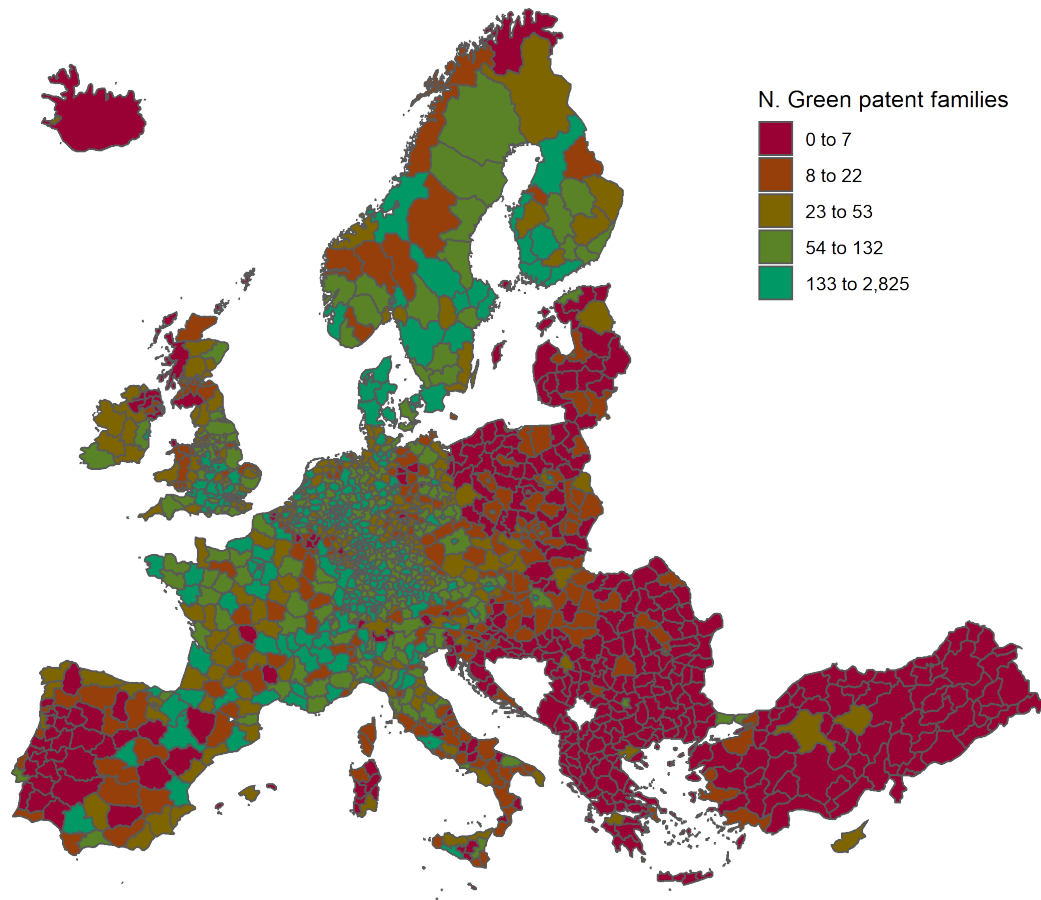 N. Green patent families
0 to 7
8 to 22
23 to 53
54 to 132
133 to 2,825